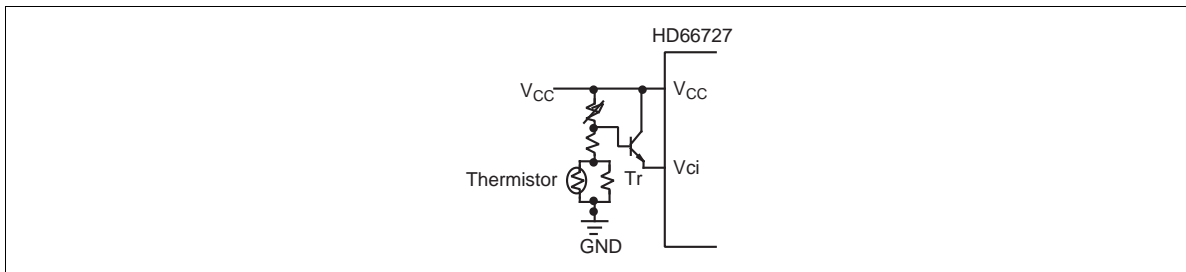 HD66727
VCC
VCC
Thermistor
Tr
Vci
GND